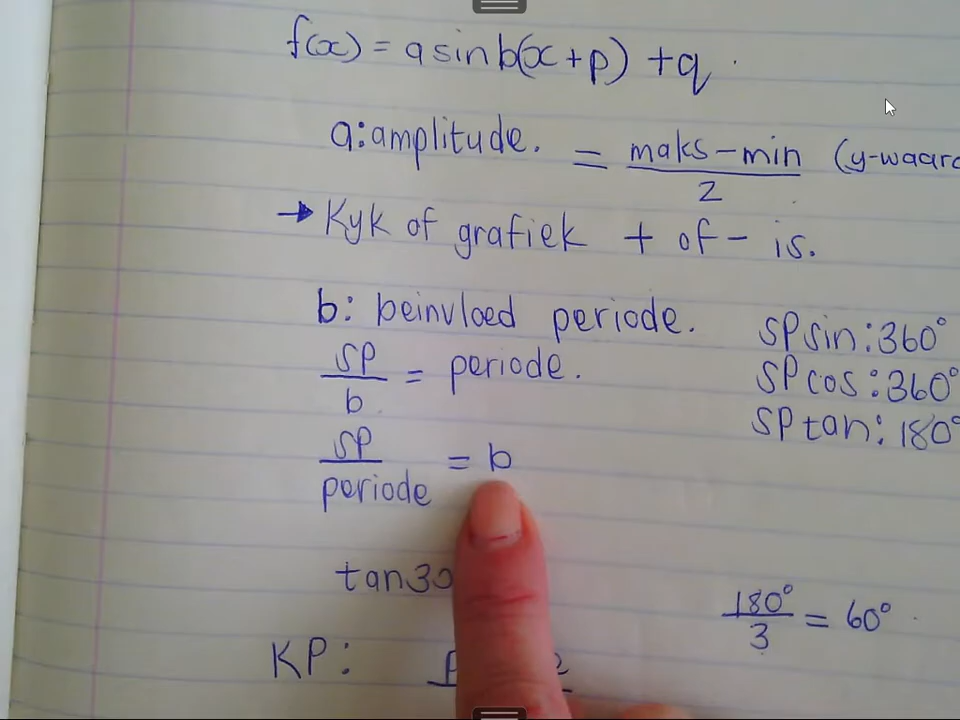 f(x) = a sin b(x + p) + q
a: amplitude. = maks - min / 2 (y-waard
→ Kyk of grafiek + of - is.
b: beinvloed periode.
SP sin: 360°
SP/b = periode.
SP cos: 360°
SP tan: 180°
SP/periode = b
tan3
180°/3 = 60°
KP: